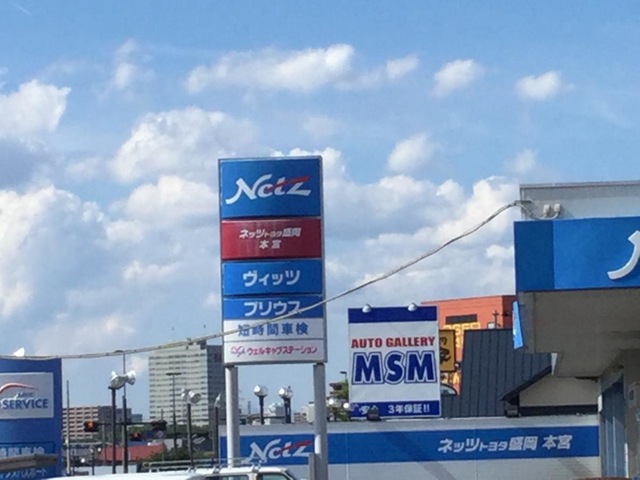 Netz
ネッツトヨタ盛岡
本宮
ヴィッツ
プリウス
短時間車検
ウェルキャブステーション
AUTO GALLERY
MSM
3年保証!!
SERVICE
Netz
ネッツトヨタ盛岡 本宮